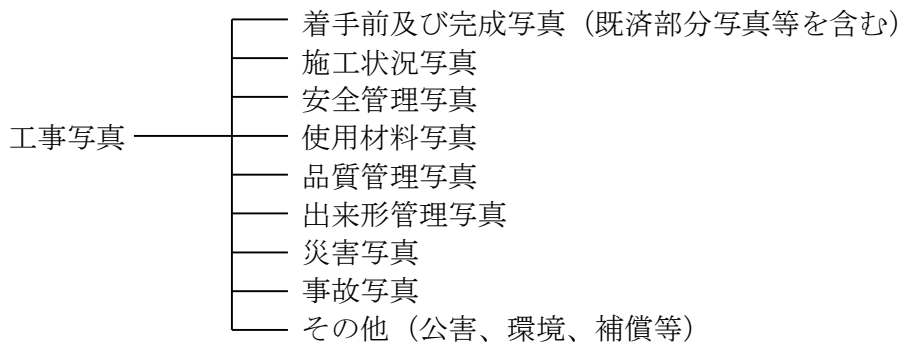 着手前及び完成写真（既済部分写真等を含む）
施工状況写真
安全管理写真
工事写真
使用材料写真
品質管理写真
出来形管理写真
災害写真
事故写真
その他（公害、環境、補償等）